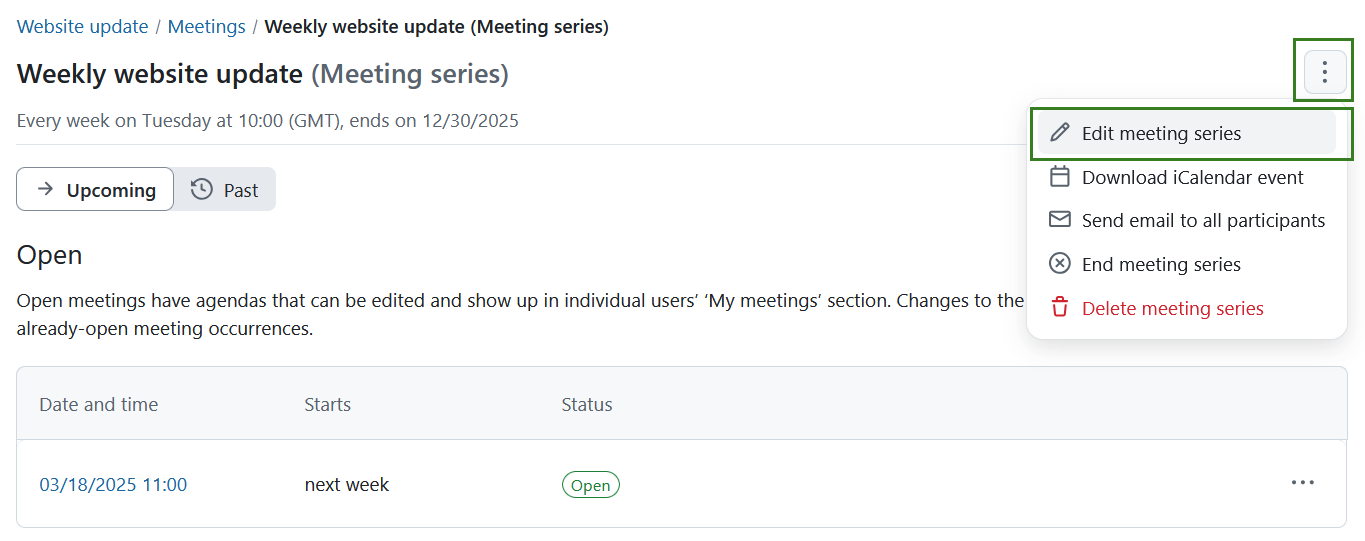 Website update / Meetings / Weekly website update (Meeting series)
Weekly website update (Meeting series)
Every week on Tuesday at 10:00 (GMT), ends on 12/30/2025
Edit meeting series
Download iCalendar event
Send email to all participants
End meeting series
Delete meeting series
Upcoming Past
Open
Open meetings have agendas that can be edited and show up in individual users’ ‘My meetings’ section. Changes to the
already-open meeting occurrences.
Date and time Starts Status
03/18/2025 11:00 next week Open